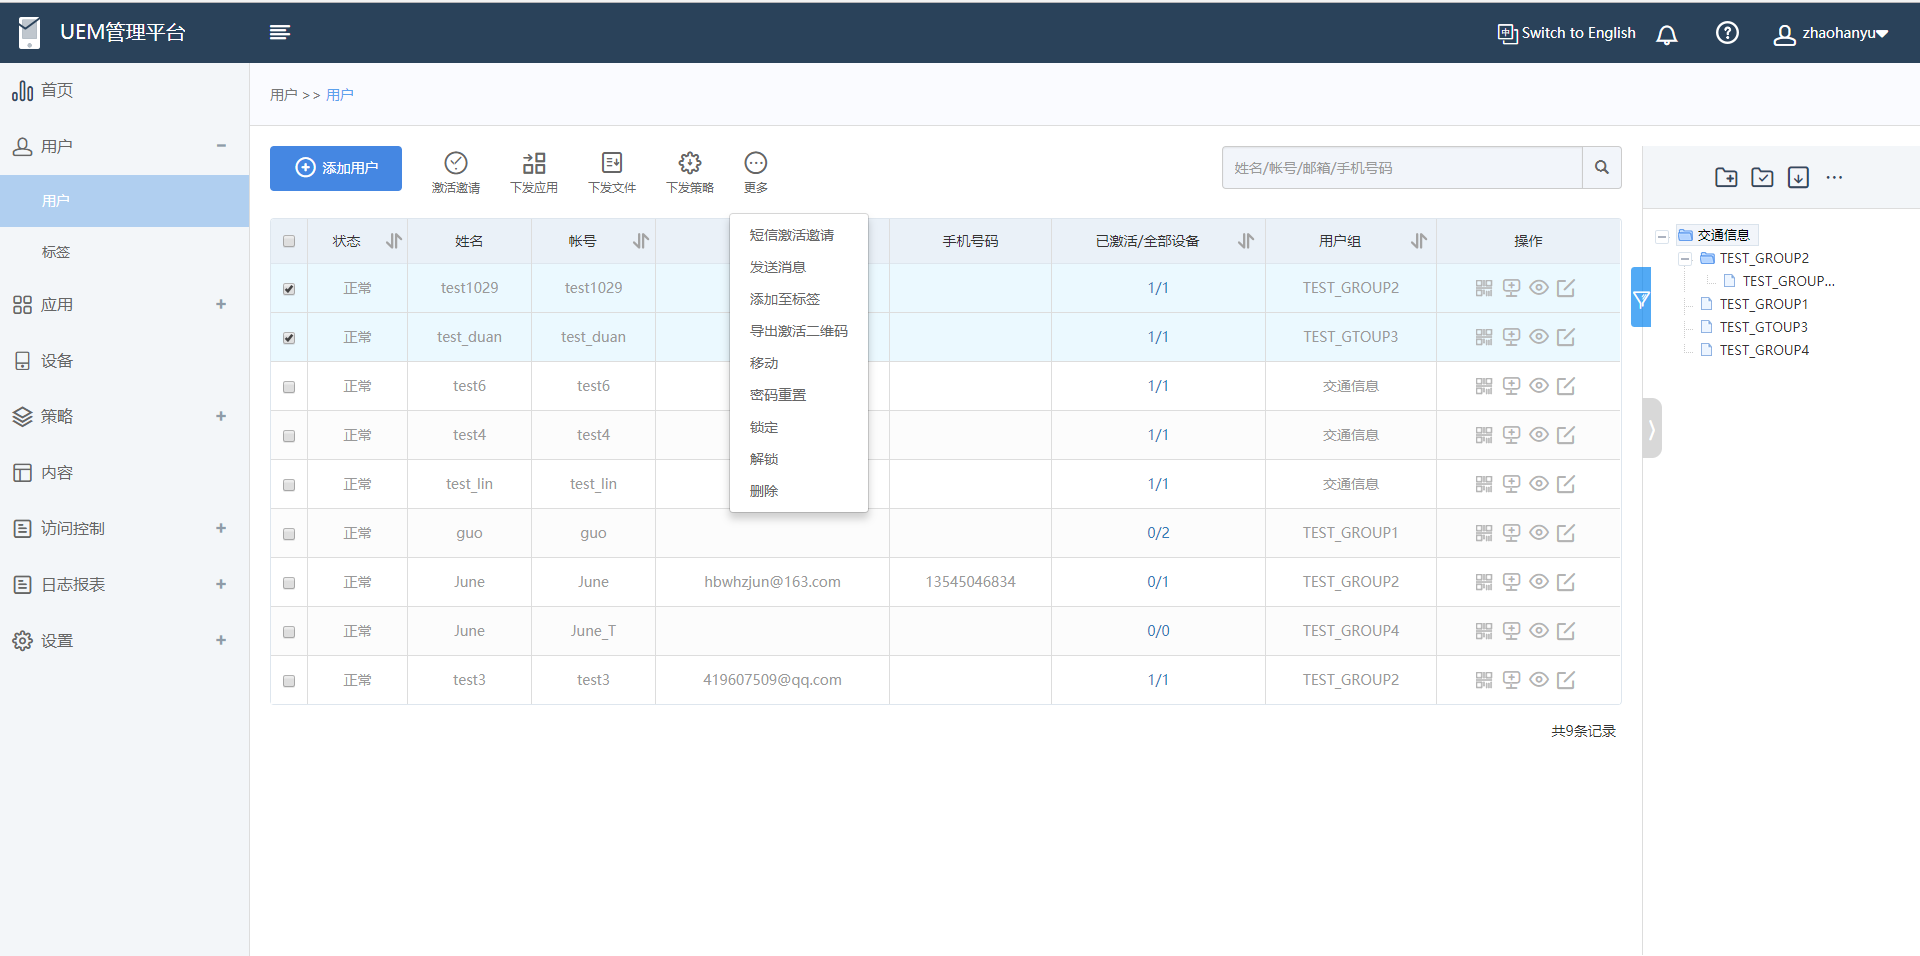 UEM管理平台
Switch to English
zhaohanyu
首页
用户
用户
标签
应用
设备
策略
内容
访问控制
日志报表
设置
用户 >> 用户
添加用户
激活邀请
下发应用
下发文件
下发策略
更多
姓名/帐号/邮箱/手机号码
短信激活邀请
发送消息
添加至标签
导出激活二维码
移动
密码重置
锁定
解锁
删除
状态 姓名 帐号 手机号码 已激活/全部设备 用户组 操作
正常 test1029 test1029 1/1 TEST_GROUP2
正常 test_duan test_duan 1/1 TEST_GTOUP3
正常 test6 test6 1/1 交通信息
正常 test4 test4 1/1 交通信息
正常 test_lin test_lin 1/1 交通信息
正常 guo guo 0/2 TEST_GROUP1
正常 June June hbwhzjun@163.com 13545046834 0/1 TEST_GROUP2
正常 June June_T 0/0 TEST_GROUP4
正常 test3 test3 419607509@qq.com 1/1 TEST_GROUP2
共9条记录
交通信息
TEST_GROUP2
TEST_GROUP...
TEST_GROUP1
TEST_GTOUP3
TEST_GROUP4